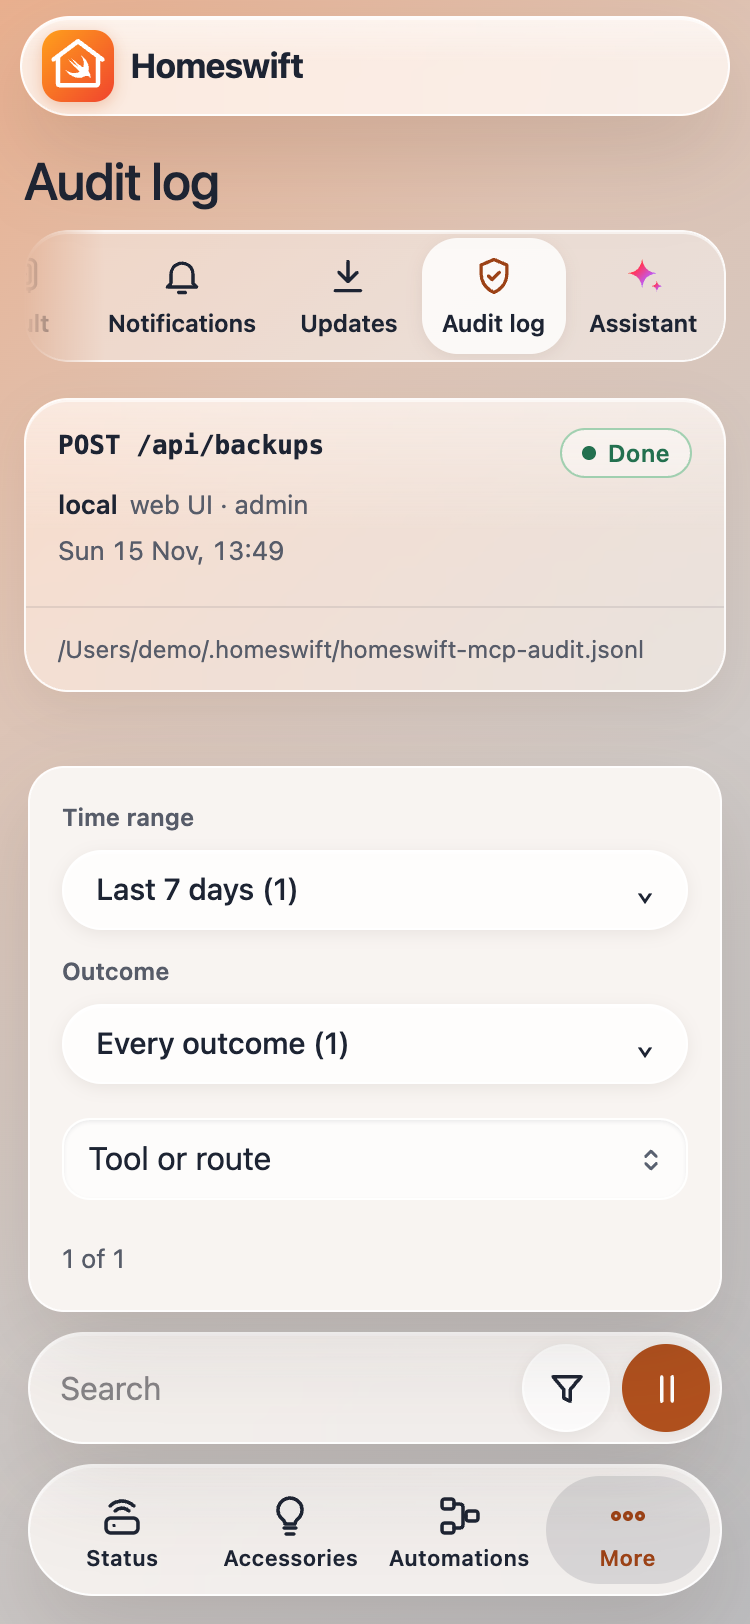 Homeswift
Audit log
Notifications
Updates
Audit log
Assistant
POST /api/backups
Done
local web UI · admin
Sun 15 Nov, 13:49
/Users/demo/.homeswift/homeswift-mcp-audit.jsonl
Time range
Last 7 days (1)
Outcome
Every outcome (1)
Tool or route
1 of 1
Search
Status
Accessories
Automations
More